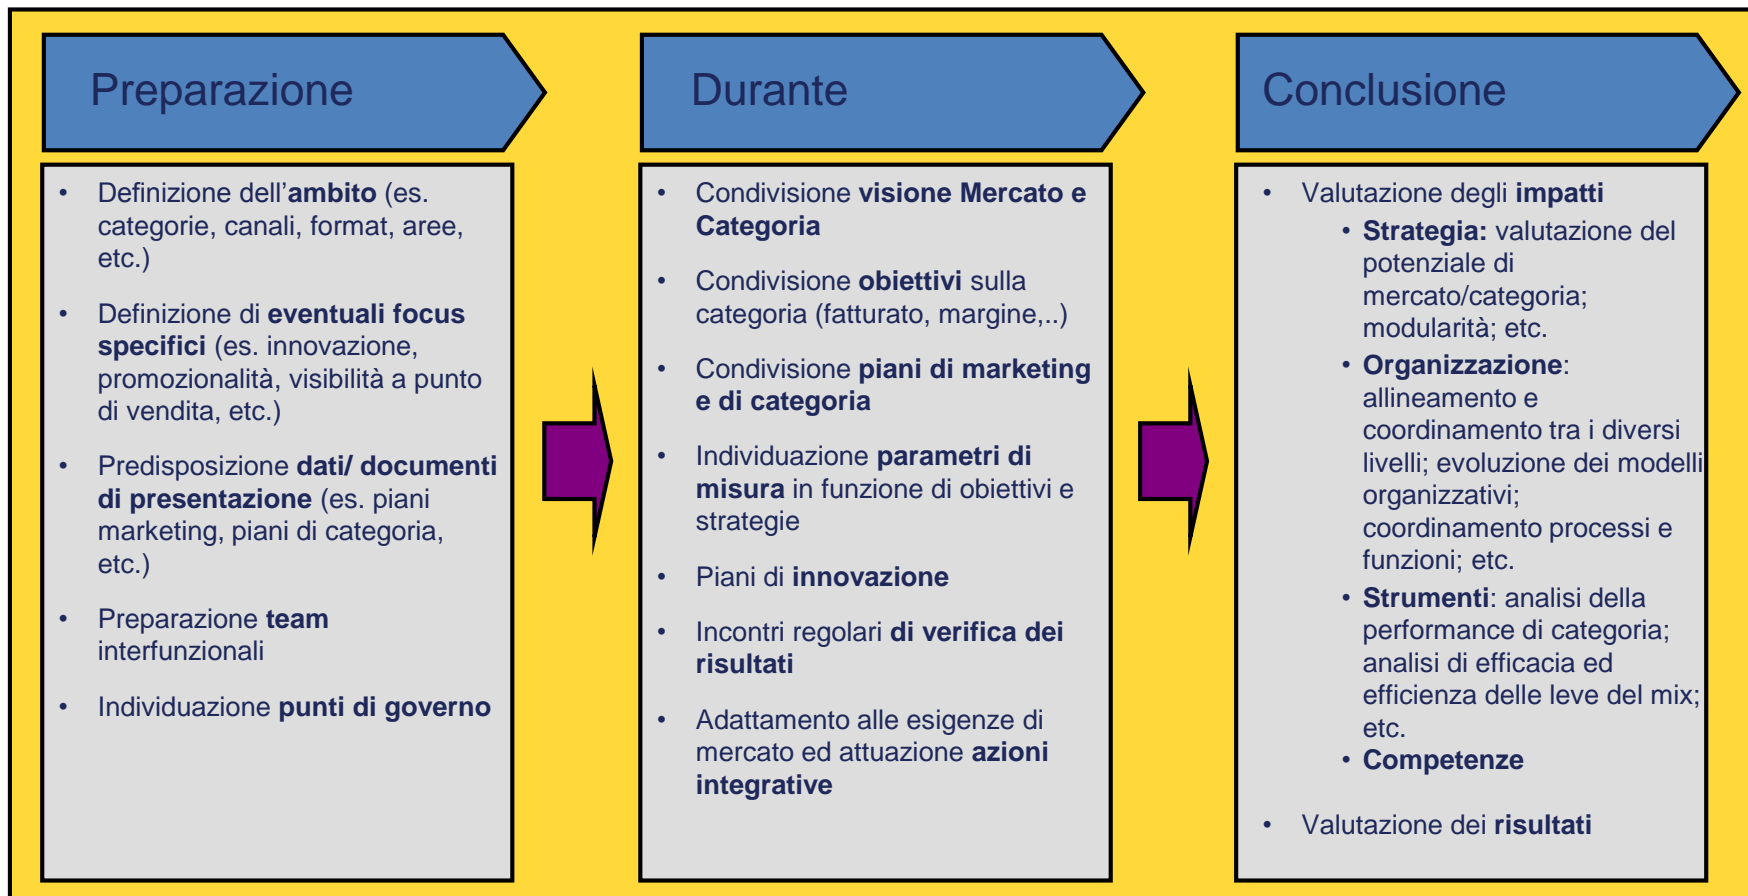 Preparazione
• Definizione dell’ambito (es.
categorie, canali, format, aree,
etc.)
• Definizione di eventuali focus
specifici (es. innovazione,
promozionalità, visibilità a punto
di vendita, etc.)
• Predisposizione dati/ documenti
di presentazione (es. piani
marketing, piani di categoria,
etc.)
• Preparazione team
interfunzionali
• Individuazione punti di governo
Durante
• Condivisione visione Mercato e
Categoria
• Condivisione obiettivi sulla
categoria (fatturato, margine,..)
• Condivisione piani di marketing
e di categoria
• Individuazione parametri di
misura in funzione di obiettivi e
strategie
• Piani di innovazione
• Incontri regolari di verifica dei
risultati
• Adattamento alle esigenze di
mercato ed attuazione azioni
integrative
Conclusione
• Valutazione degli impatti
• Strategia: valutazione del
potenziale di
mercato/categoria;
modularità; etc.
• Organizzazione:
allineamento e
coordinamento tra i diversi
livelli; evoluzione dei modelli
organizzativi;
coordinamento processi e
funzioni; etc.
• Strumenti: analisi della
performance di categoria;
analisi di efficacia ed
efficienza delle leve del mix;
etc.
• Competenze
• Valutazione dei risultati